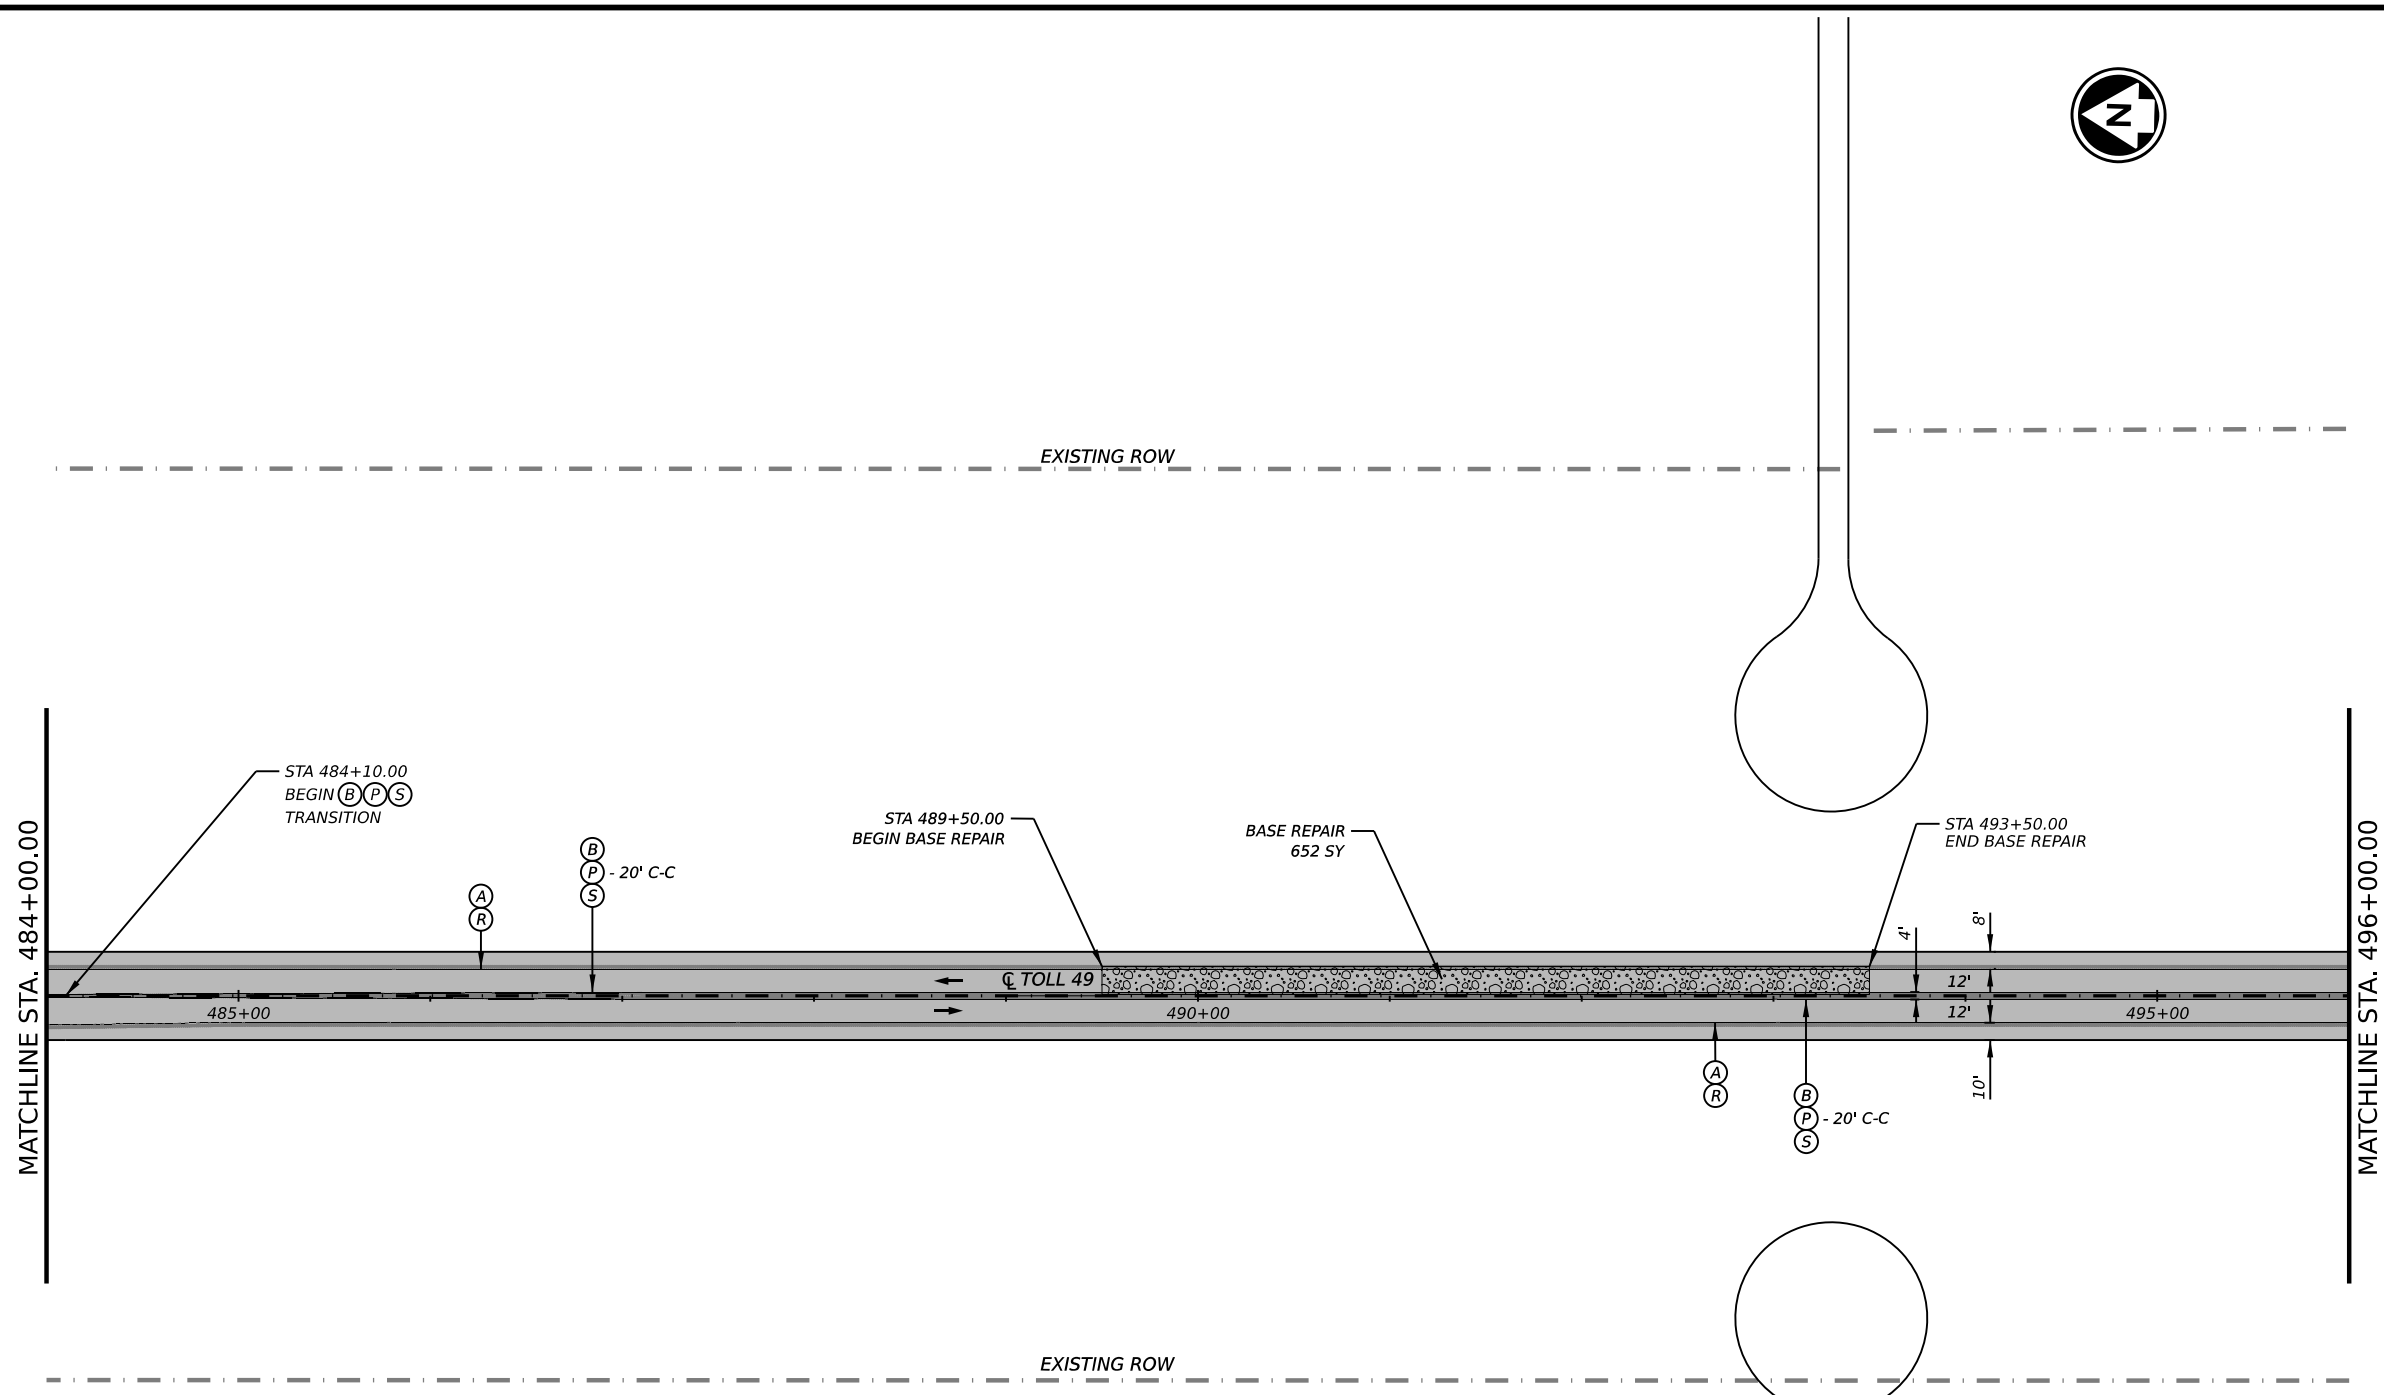 N
EXISTING ROW
STA 484+10.00
BEGIN B P S
TRANSITION
STA 489+50.00
BEGIN BASE REPAIR
BASE REPAIR
652 SY
STA 493+50.00
END BASE REPAIR
B
P - 20' C-C
S
A
R
4'
8'
℄ TOLL 49
12'
12'
485+00
490+00
495+00
10'
A
R
B
P - 20' C-C
S
MATCHLINE STA. 484+00.00
MATCHLINE STA. 496+00.00
EXISTING ROW